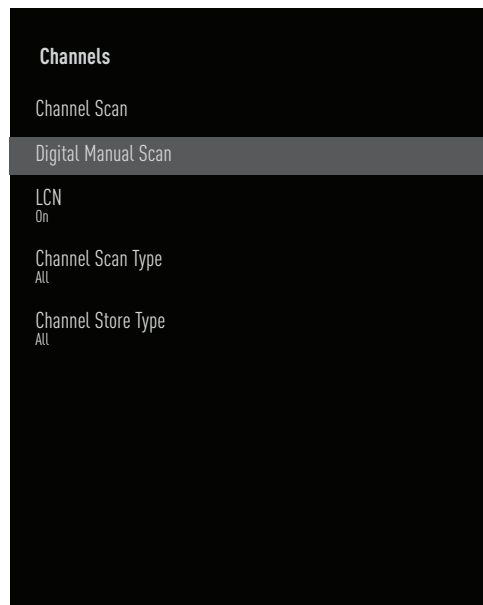 Channels
Channel Scan
Digital Manual Scan
LCN
On
Channel Scan Type
All
Channel Store Type
All